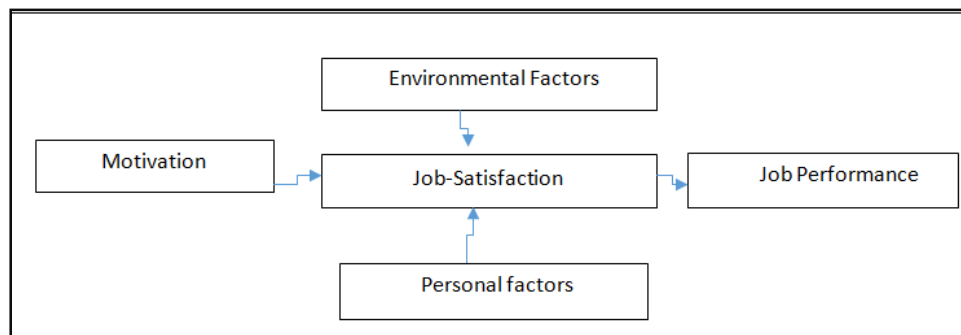 Environmental Factors
Motivation
Job-Satisfaction
Job Performance
Personal factors